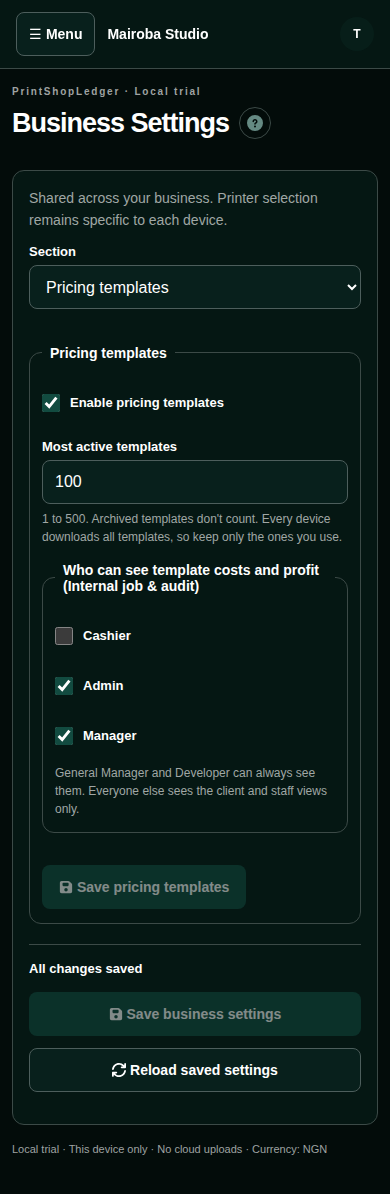 ☰ Menu
Mairoba Studio
T
PrintShopLedger · Local trial
Business Settings
?
Shared across your business. Printer selection
remains specific to each device.
Section
Pricing templates
Pricing templates
Enable pricing templates
Most active templates
100
1 to 500. Archived templates don't count. Every device
downloads all templates, so keep only the ones you use.
Who can see template costs and profit
(Internal job & audit)
Cashier
Admin
Manager
General Manager and Developer can always see
them. Everyone else sees the client and staff views
only.
Save pricing templates
All changes saved
Save business settings
Reload saved settings
Local trial · This device only · No cloud uploads · Currency: NGN